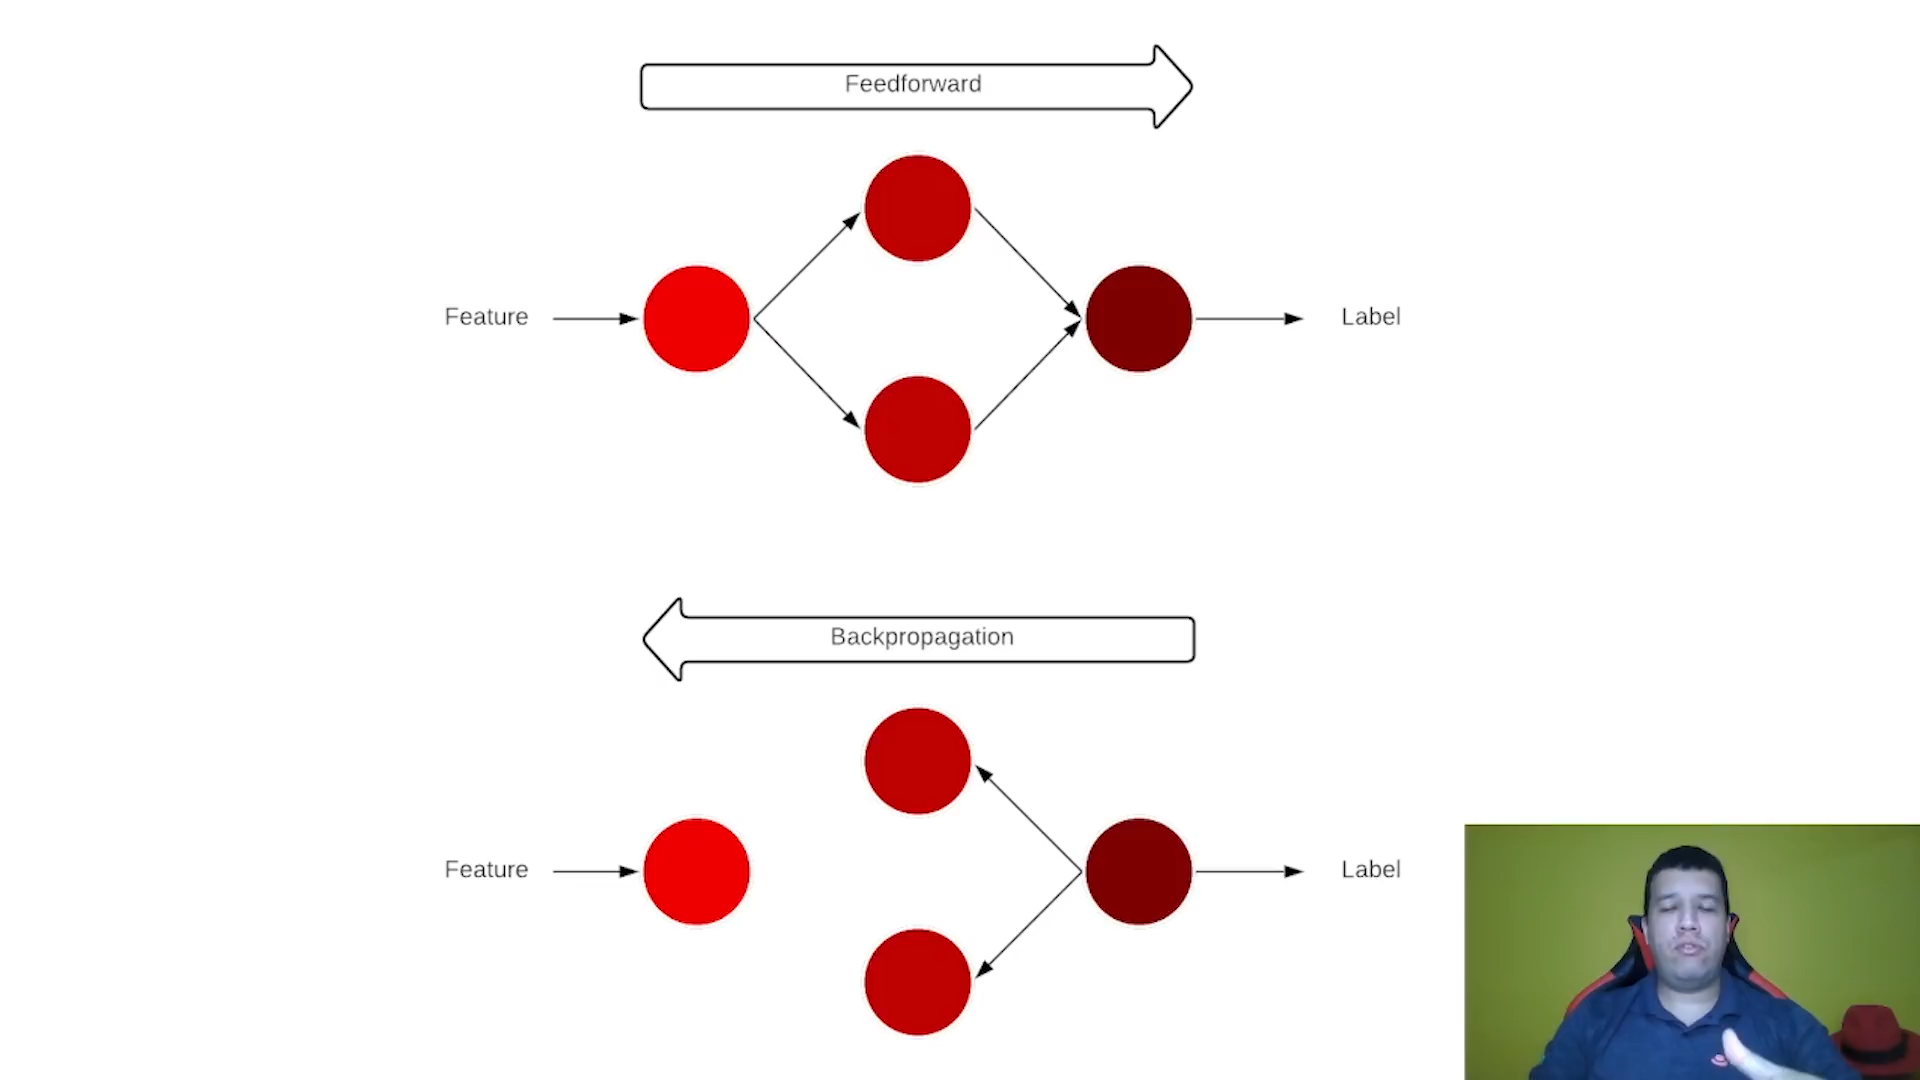 Feedforward
Feature
Label
Backpropagation
Feature
Label